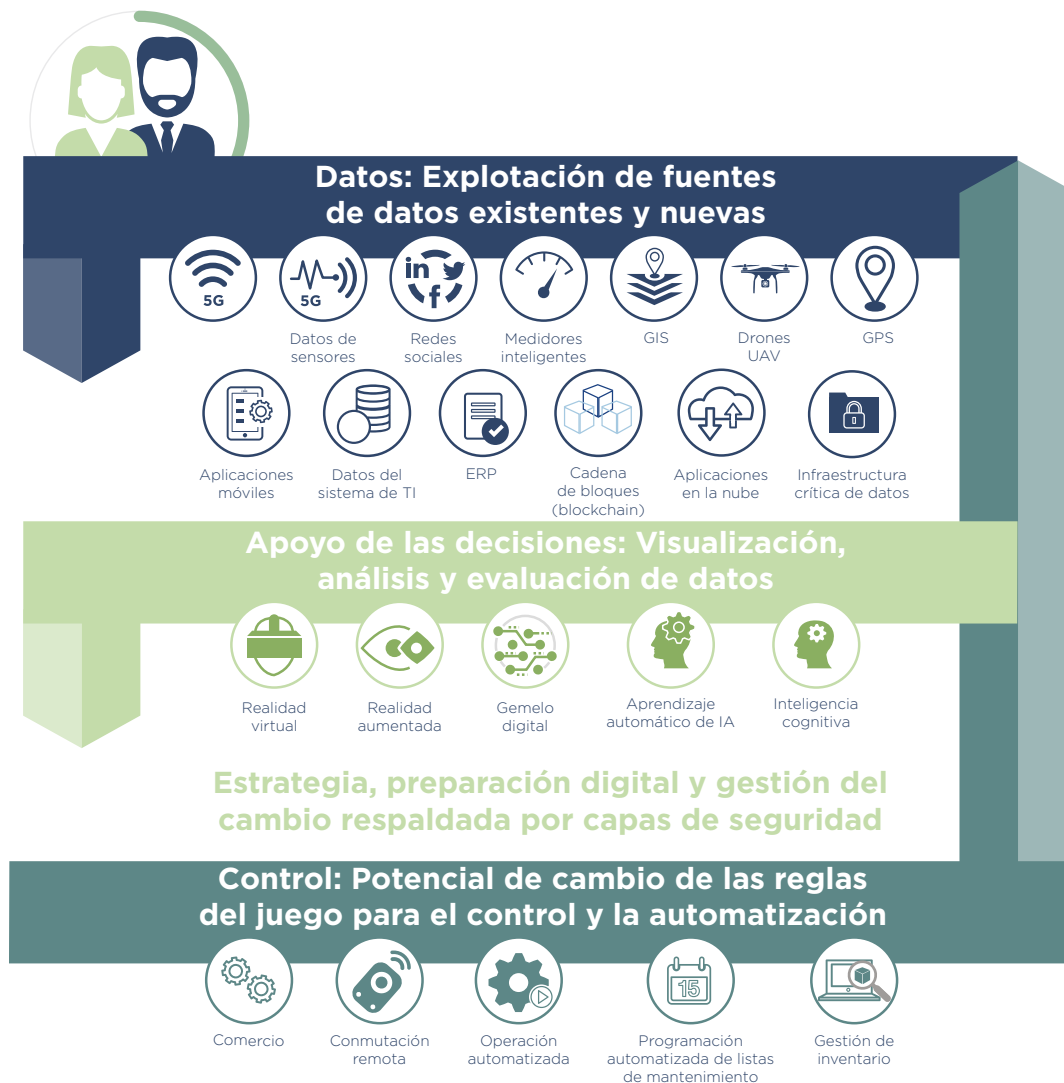 Datos: Explotación de fuentes
de datos existentes y nuevas
5G
5G
in
f
Datos de
sensores
Redes
sociales
Medidores
inteligentes
GIS
Drones
UAV
GPS
Aplicaciones
móviles
Datos del
sistema de TI
ERP
Cadena
de bloques
(blockchain)
Aplicaciones
en la nube
Infraestructura
crítica de datos
Apoyo de las decisiones: Visualización,
análisis y evaluación de datos
Realidad
virtual
Realidad
aumentada
Gemelo
digital
Aprendizaje
automático de IA
Inteligencia
cognitiva
Estrategia, preparación digital y gestión del
cambio respaldada por capas de seguridad
Control: Potencial de cambio de las reglas
del juego para el control y la automatización
15
Comercio
Conmutación
remota
Operación
automatizada
Programación
automatizada de listas
de mantenimiento
Gestión de
inventario